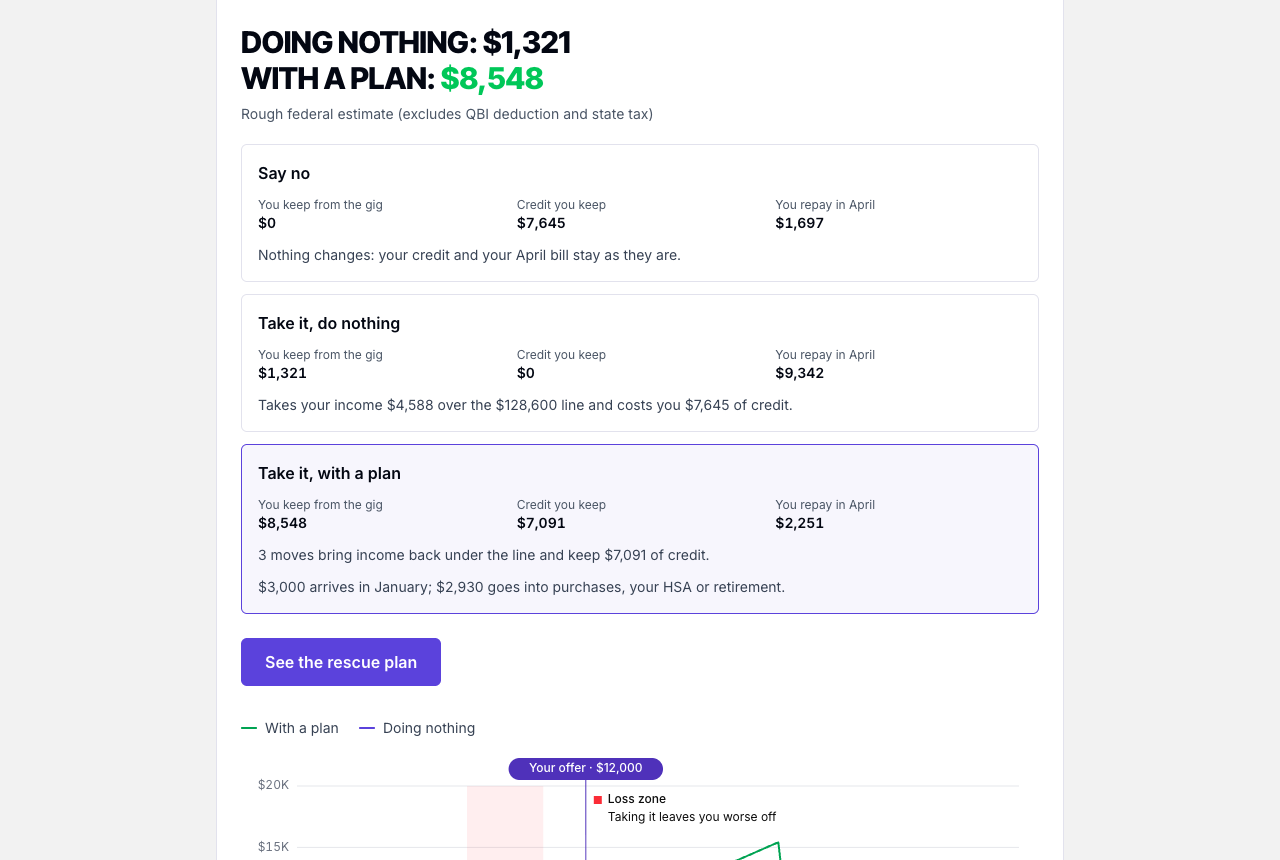 DOING NOTHING: $1,321
WITH A PLAN: $8,548
Rough federal estimate (excludes QBI deduction and state tax)
Say no
You keep from the gig
$0
Credit you keep
$7,645
You repay in April
$1,697
Nothing changes: your credit and your April bill stay as they are.
Take it, do nothing
You keep from the gig
$1,321
Credit you keep
$0
You repay in April
$9,342
Takes your income $4,588 over the $128,600 line and costs you $7,645 of credit.
Take it, with a plan
You keep from the gig
$8,548
Credit you keep
$7,091
You repay in April
$2,251
3 moves bring income back under the line and keep $7,091 of credit.
$3,000 arrives in January; $2,930 goes into purchases, your HSA or retirement.
See the rescue plan
With a plan
Doing nothing
Your offer · $12,000
$20K
Loss zone
Taking it leaves you worse off
$15K